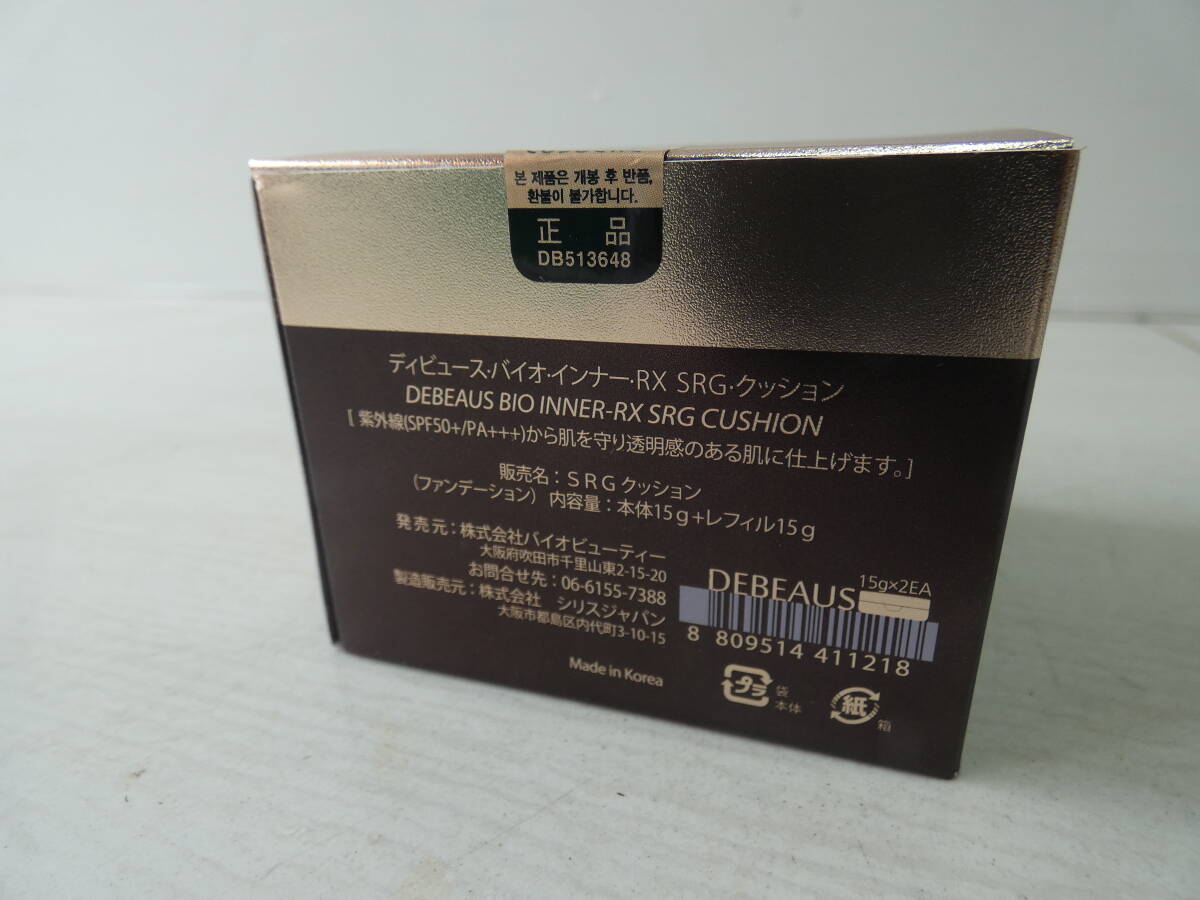 본 제품은 개봉 후 반품,
환불이 불가합니다.
正 品
DB513648
ディビュース·バイオ·インナー·RX SRG·クッション
DEBEAUS BIO INNER-RX SRG CUSHION
[ 紫外線(SPF50+/PA+++)から肌を守り透明感のある肌に仕上げます。]
販売名：ＳＲＧクッション
(ファンデーション) 内容量：本体15g+レフィル15g
発売元：株式会社バイオビューティー
大阪府吹田市千里山東2-15-20
お問合せ先：06-6155-7388
製造販売元：株式会社 シリスジャパン
大阪市都島区内代町3-10-15
Made in Korea
DEBEAUS
15g×2EA
8 809514 411218
プラ
袋
本体
紙
箱